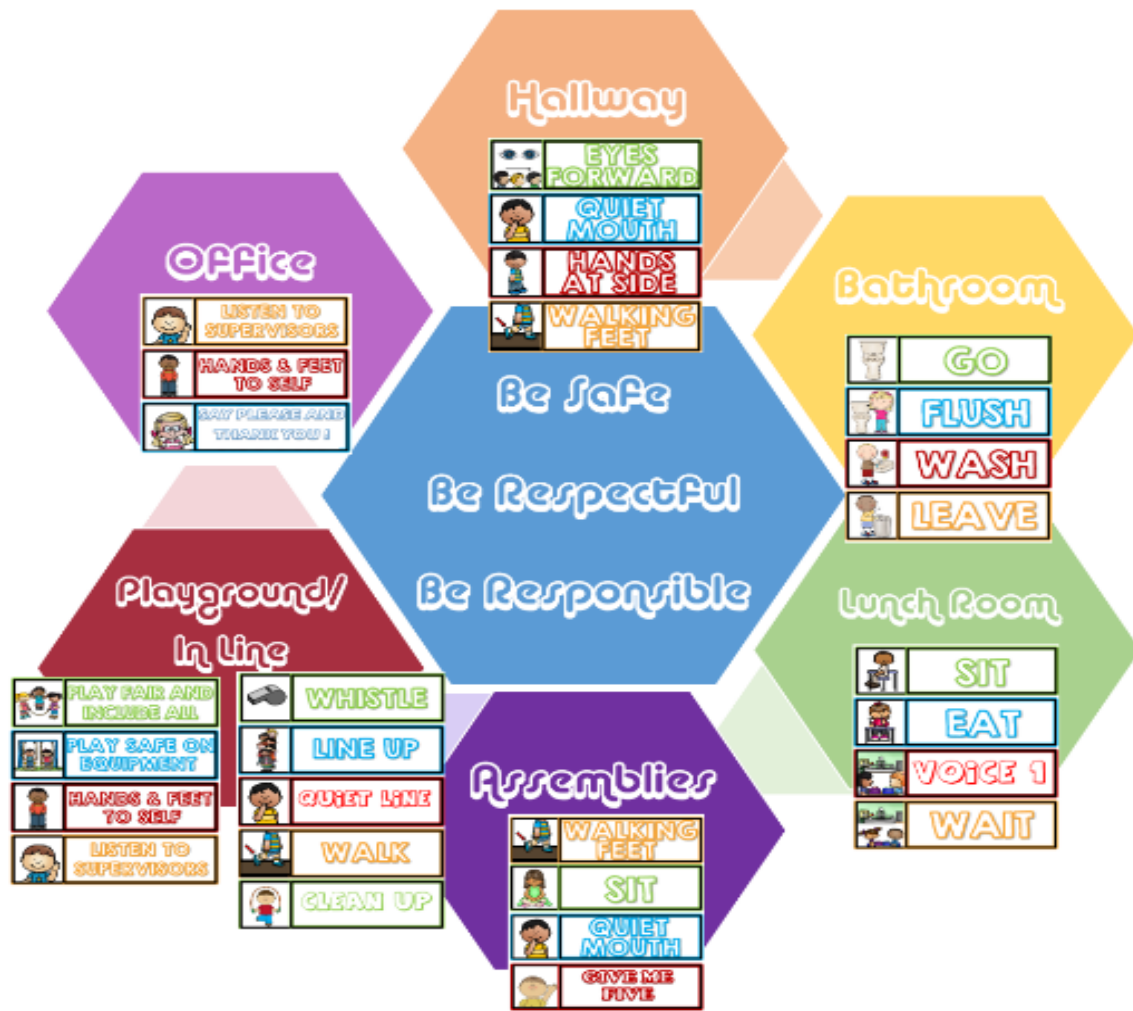 Hallway
EYES
FORWARD
QUIET
MOUTH
HANDS
AT SIDE
WALKING
FEET
Office
LISTEN TO
SUPERVISORS
HANDS & FEET
TO SELF
SAY PLEASE AND
THANK YOU !
Bathroom
GO
FLUSH
WASH
LEAVE
Be Safe
Be Respectful
Be Responsible
Playground/
In Line
PLAY FAIR AND
INCLUDE ALL
PLAY SAFE ON
EQUIPMENT
HANDS & FEET
TO SELF
LISTEN TO
SUPERVISORS
WHISTLE
LINE UP
QUIET LINE
WALK
CLEAN UP
Lunch Room
SIT
EAT
VOICE 1
WAIT
Assemblies
WALKING
FEET
SIT
QUIET
MOUTH
GIVE ME
FIVE